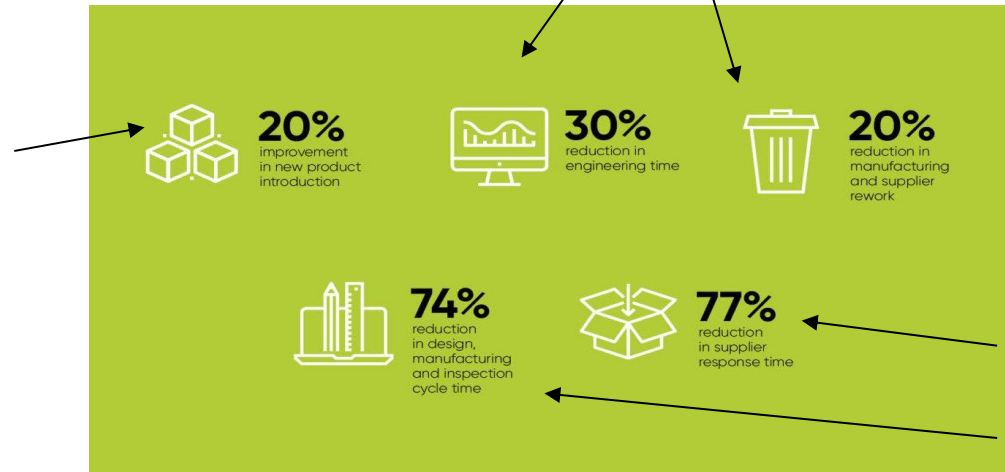 20%
improvement
in new product
introduction
30%
reduction in
engineering time
20%
reduction in
manufacturing
and supplier
rework
74%
reduction
in design,
manufacturing
and inspection
cycle time
77%
reduction
in supplier
response time